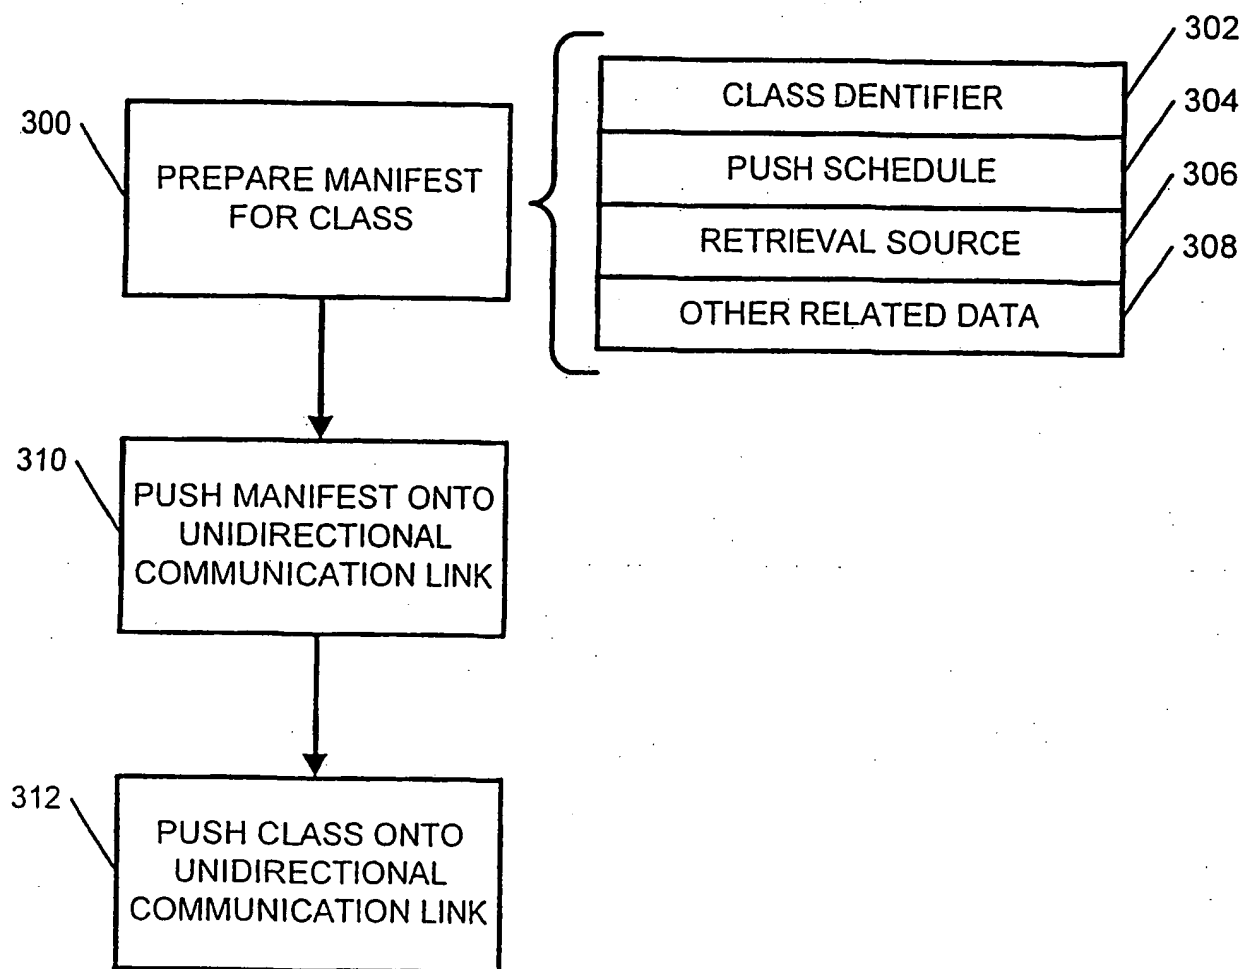 302
CLASS DENTIFIER
304
300
PUSH SCHEDULE
PREPARE MANIFEST
FOR CLASS
306
RETRIEVAL SOURCE
308
OTHER RELATED DATA
310
PUSH MANIFEST ONTO
UNIDIRECTIONAL
COMMUNICATION LINK
312
PUSH CLASS ONTO
UNIDIRECTIONAL
COMMUNICATION LINK